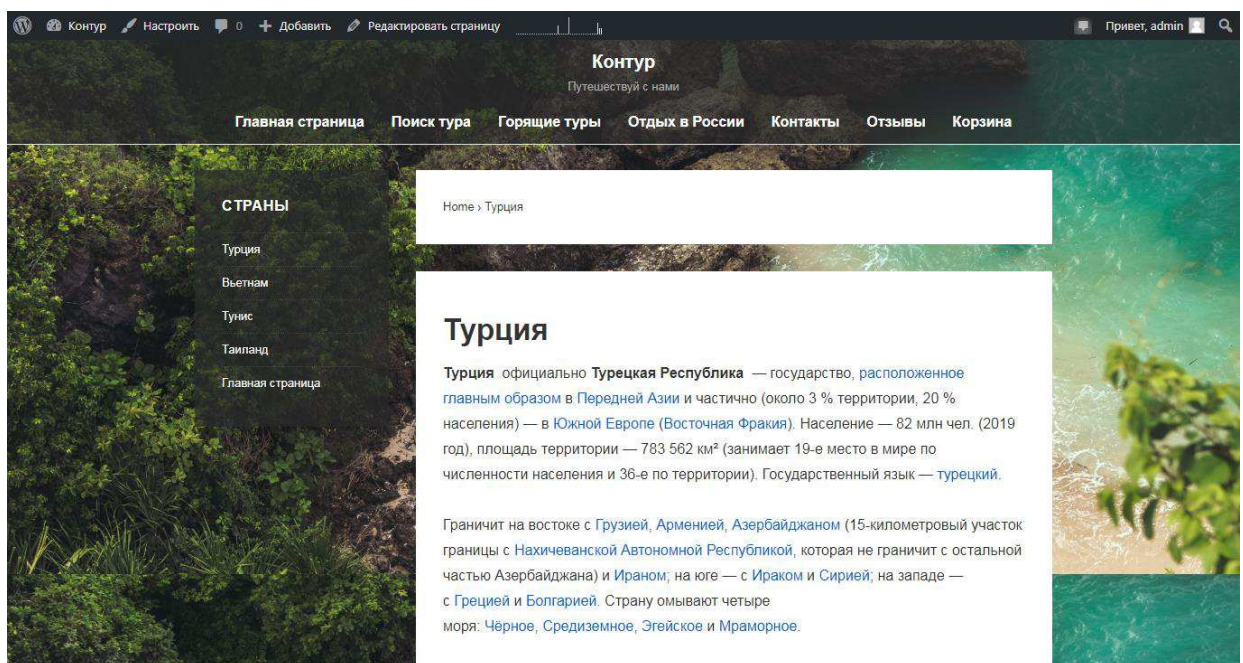 Контур Настроить 0 Добавить Редактировать страницу Привет, admin
Контур
Путешествуй с нами
Главная страница Поиск тура Горящие туры Отдых в России Контакты Отзывы Корзина
СТРАНЫ
Турция
Вьетнам
Тунис
Таиланд
Главная страница
Home › Турция
Турция
Турция официально Турецкая Республика — государство, расположенное
главным образом в Передней Азии и частично (около 3 % территории, 20 %
населения) — в Южной Европе (Восточная Фракия). Население — 82 млн чел. (2019
год), площадь территории — 783 562 км² (занимает 19-е место в мире по
численности населения и 36-е по территории). Государственный язык — турецкий.
Граничит на востоке с Грузией, Арменией, Азербайджаном (15-километровый участок
границы с Нахичеванской Автономной Республикой, которая не граничит с остальной
частью Азербайджана) и Ираном; на юге — с Ираком и Сирией; на западе —
с Грецией и Болгарией. Страну омывают четыре
моря: Чёрное, Средиземное, Эгейское и Мраморное.